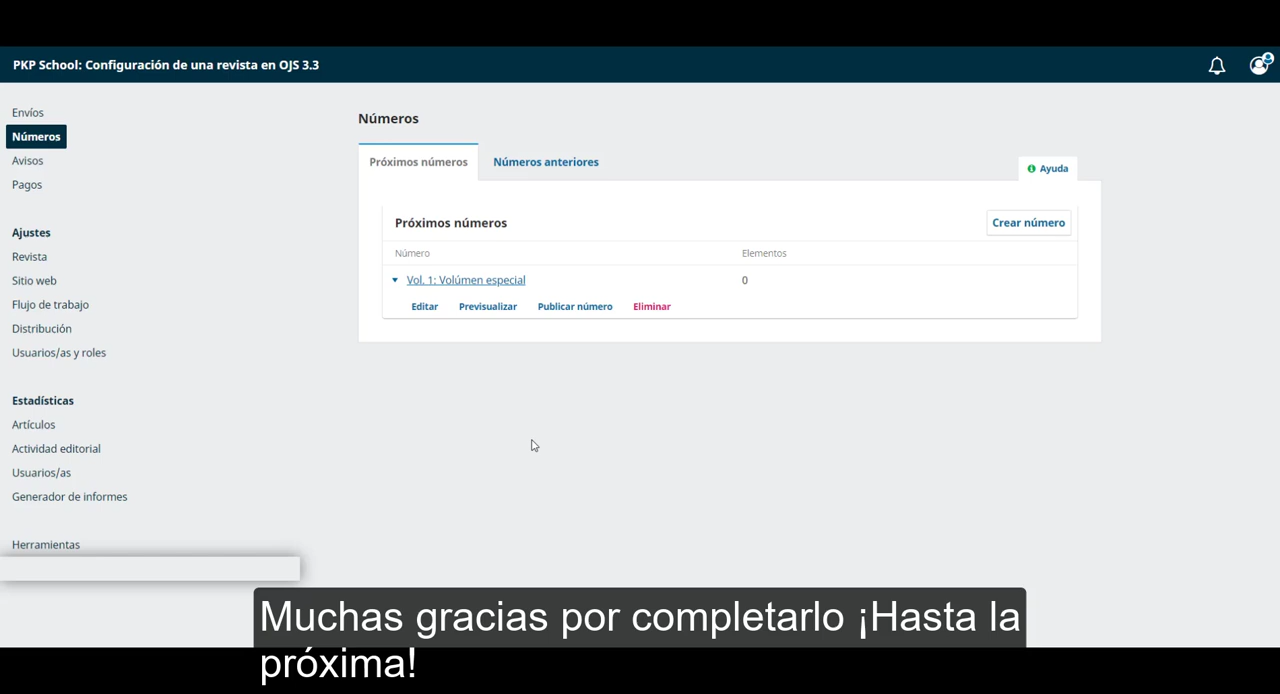 PKP School: Configuración de una revista en OJS 3.3
Envíos
Números
Avisos
Pagos
Ajustes
Revista
Sitio web
Flujo de trabajo
Distribución
Usuarios/as y roles
Estadísticas
Artículos
Actividad editorial
Usuarios/as
Generador de informes
Herramientas
Números
Próximos números
Números anteriores
Ayuda
Próximos números
Crear número
Número
Elementos
Vol. 1: Volúmen especial
0
Editar
Previsualizar
Publicar número
Eliminar
Muchas gracias por completarlo ¡Hasta la
próxima!